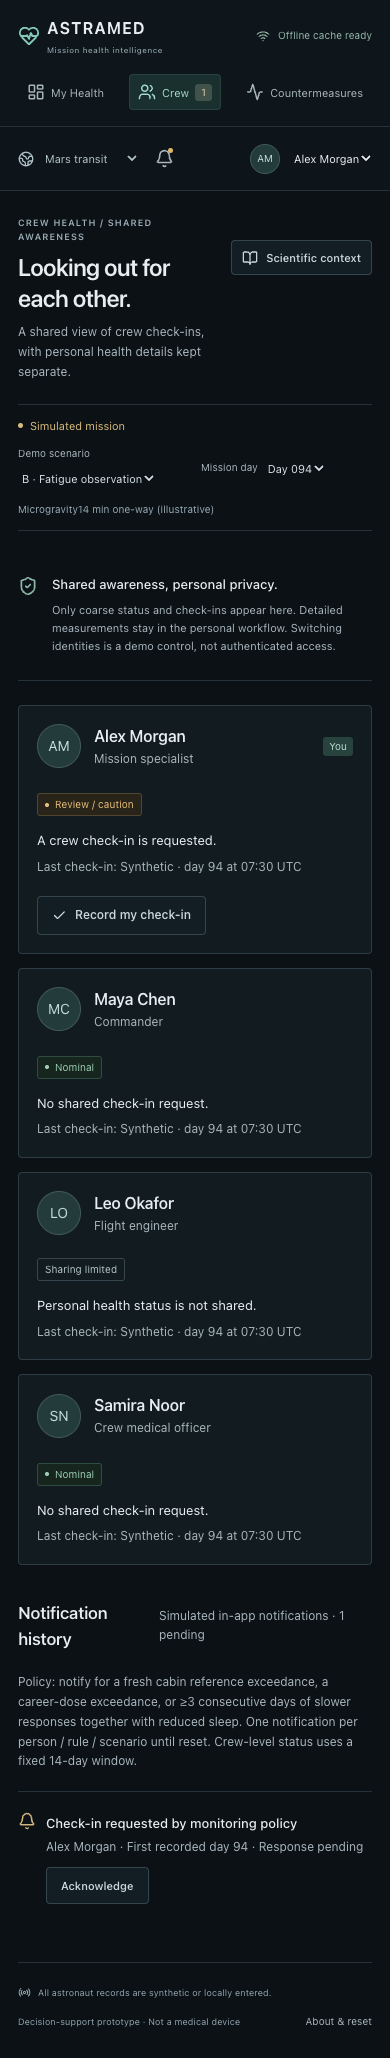 ASTRAMED
Mission health intelligence
Offline cache ready
My Health
Crew 1
Countermeasures
Mars transit
AM
Alex Morgan
CREW HEALTH / SHARED
AWARENESS
Looking out for
each other.
Scientific context
A shared view of crew check-ins,
with personal health details kept
separate.
Simulated mission
Demo scenario
B · Fatigue observation
Mission day Day 094
Microgravity14 min one-way (illustrative)
Shared awareness, personal privacy.
Only coarse status and check-ins appear here. Detailed
measurements stay in the personal workflow. Switching
identities is a demo control, not authenticated access.
AM
Alex Morgan
Mission specialist
You
Review / caution
A crew check-in is requested.
Last check-in: Synthetic · day 94 at 07:30 UTC
Record my check-in
MC
Maya Chen
Commander
Nominal
No shared check-in request.
Last check-in: Synthetic · day 94 at 07:30 UTC
LO
Leo Okafor
Flight engineer
Sharing limited
Personal health status is not shared.
Last check-in: Synthetic · day 94 at 07:30 UTC
SN
Samira Noor
Crew medical officer
Nominal
No shared check-in request.
Last check-in: Synthetic · day 94 at 07:30 UTC
Notification
history
Simulated in-app notifications · 1
pending
Policy: notify for a fresh cabin reference exceedance, a
career-dose exceedance, or ≥3 consecutive days of slower
responses together with reduced sleep. One notification per
person / rule / scenario until reset. Crew-level status uses a
fixed 14-day window.
Check-in requested by monitoring policy
Alex Morgan · First recorded day 94 · Response pending
Acknowledge
All astronaut records are synthetic or locally entered.
Decision-support prototype · Not a medical device
About & reset